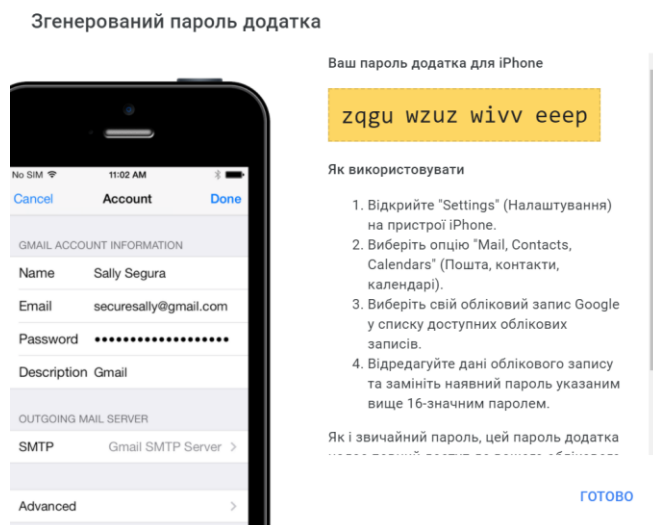 Згенерований пароль додатка
No SIM
11:02 AM
Cancel Account Done
GMAIL ACCOUNT INFORMATION
Name Sally Segura
Email securesally@gmail.com
Password ●●●●●●●●●●●●●●●●●●●
Description Gmail
OUTGOING MAIL SERVER
SMTP Gmail SMTP Server >
Advanced >
Ваш пароль додатка для iPhone
zqgu wzuz wivv eeep
Як використовувати
1. Відкрийте "Settings" (Налаштування)
на пристрої iPhone.
2. Виберіть опцію "Mail, Contacts,
Calendars" (Пошта, контакти,
календарі).
3. Виберіть свій обліковий запис Google
у списку доступних облікових
записів.
4. Відредагуйте дані облікового запису
та замініть наявний пароль указаним
вище 16-значним паролем.
Як і звичайний пароль, цей пароль додатка
ГОТОВО